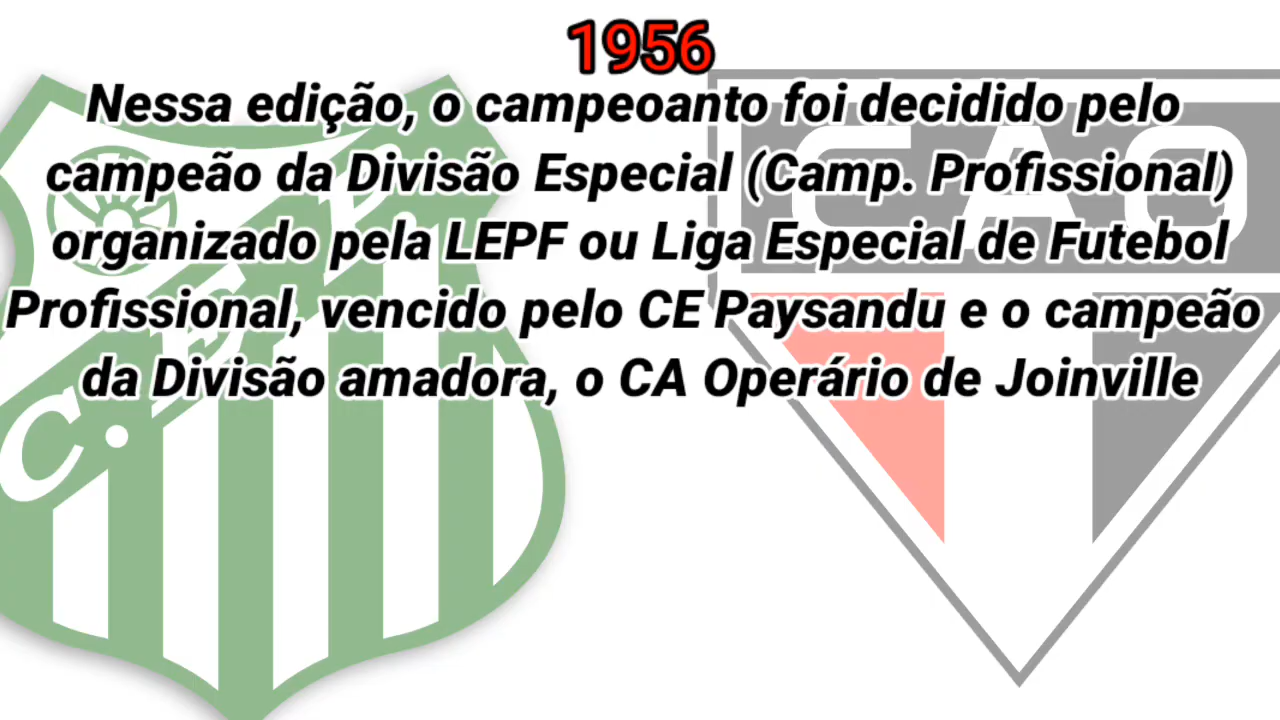 1956
Nessa edição, o campeoanto foi decidido pelo
campeão da Divisão Especial (Camp. Profissional)
organizado pela LEPF ou Liga Especial de Futebol
Profissional, vencido pelo CE Paysandu e o campeão
da Divisão amadora, o CA Operário de Joinville
C.E.P.
CAO